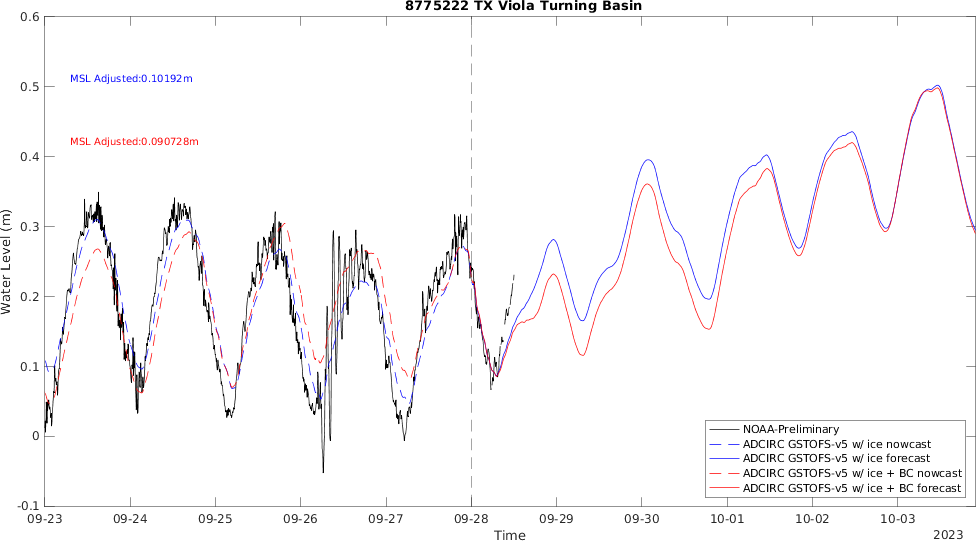 8775222 TX Viola Turning Basin
0.6
0.5
0.4
0.3
0.2
0.1
0
-0.1
Water Level (m)
MSL Adjusted:0.10192m
MSL Adjusted:0.090728m
NOAA-Preliminary
ADCIRC GSTOFS-v5 w/ ice nowcast
ADCIRC GSTOFS-v5 w/ ice forecast
ADCIRC GSTOFS-v5 w/ ice + BC nowcast
ADCIRC GSTOFS-v5 w/ ice + BC forecast
09-23 09-24 09-25 09-26 09-27 09-28 09-29 09-30 10-01 10-02 10-03
Time
2023